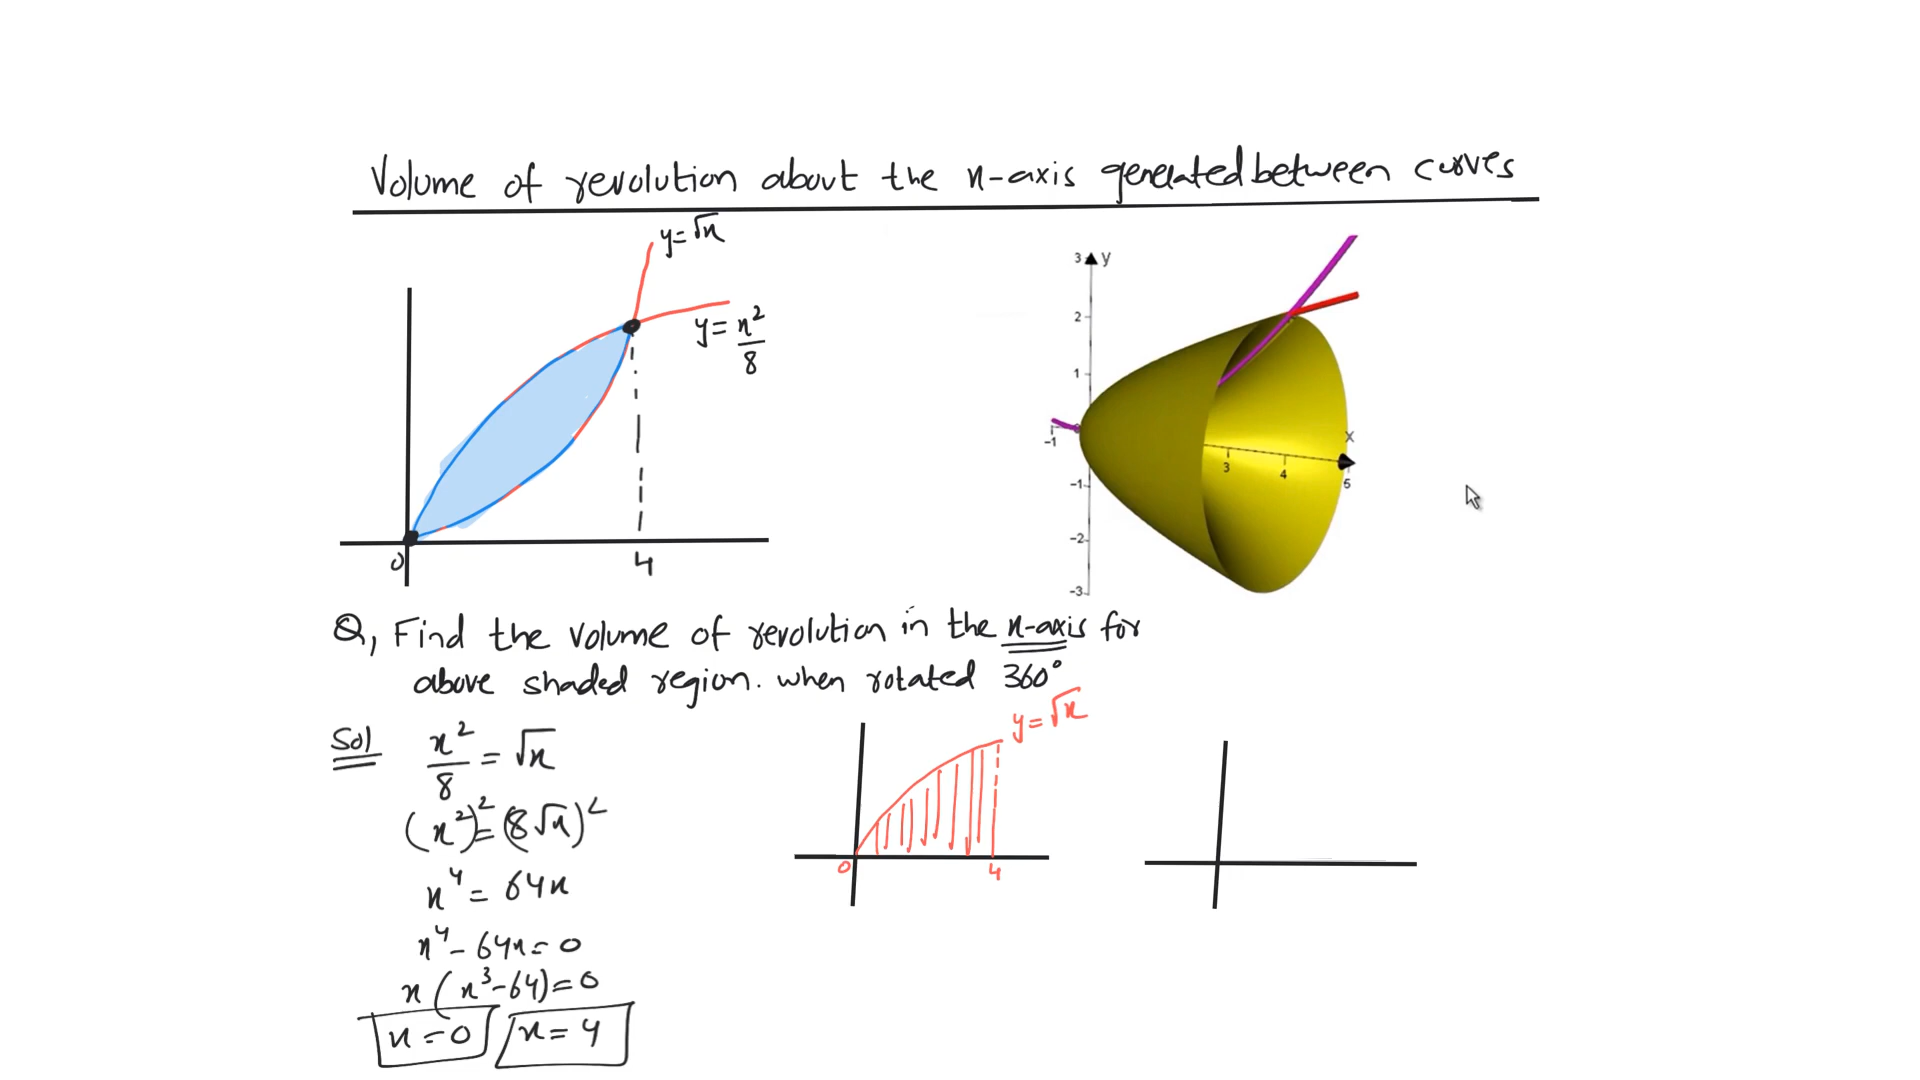 Volume of revolution about the x-axis generated between curves
y=√x
y=x²/8
0 4
3 y
2
1
-1
-1
-2
-3
x
3 4 5
Q, Find the volume of revolution in the x-axis for
above shaded region. when rotated 360°
Sol x²/8 = √x
(x²)²=(8√x)²
x⁴ = 64x
x⁴ - 64x = 0
x (x³-64)=0
x=0 x=4
y=√x
0 4